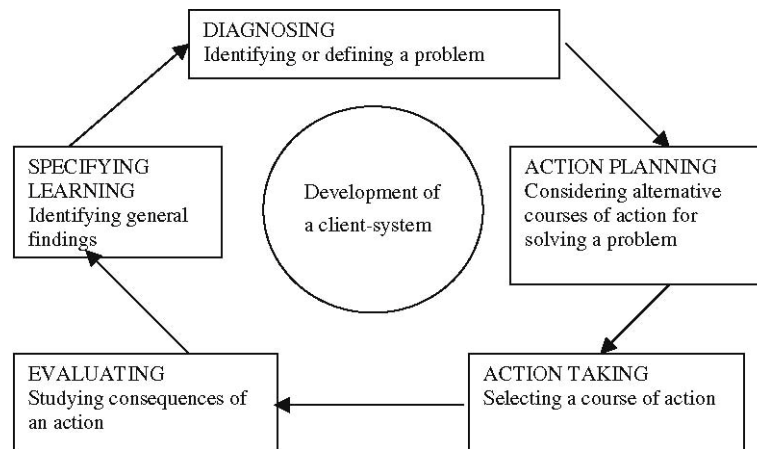 DIAGNOSING
Identifying or defining a problem
SPECIFYING
LEARNING
Identifying general
findings
Development of
a client-system
ACTION PLANNING
Considering alternative
courses of action for
solving a problem
EVALUATING
Studying consequences of
an action
ACTION TAKING
Selecting a course of action